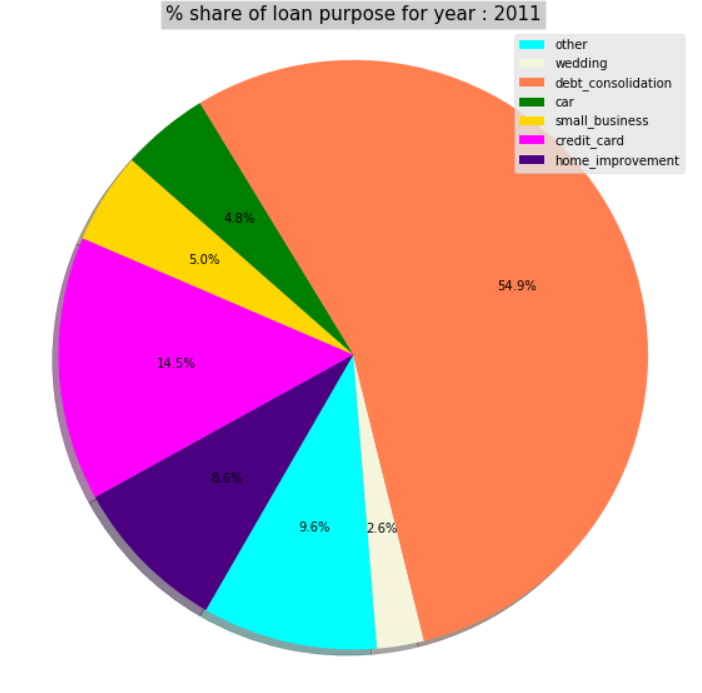 % share of loan purpose for year : 2011
other
wedding
debt_consolidation
car
small_business
credit_card
home_improvement
4.8%
5.0%
54.9%
14.5%
8.6%
9.6%
2.6%